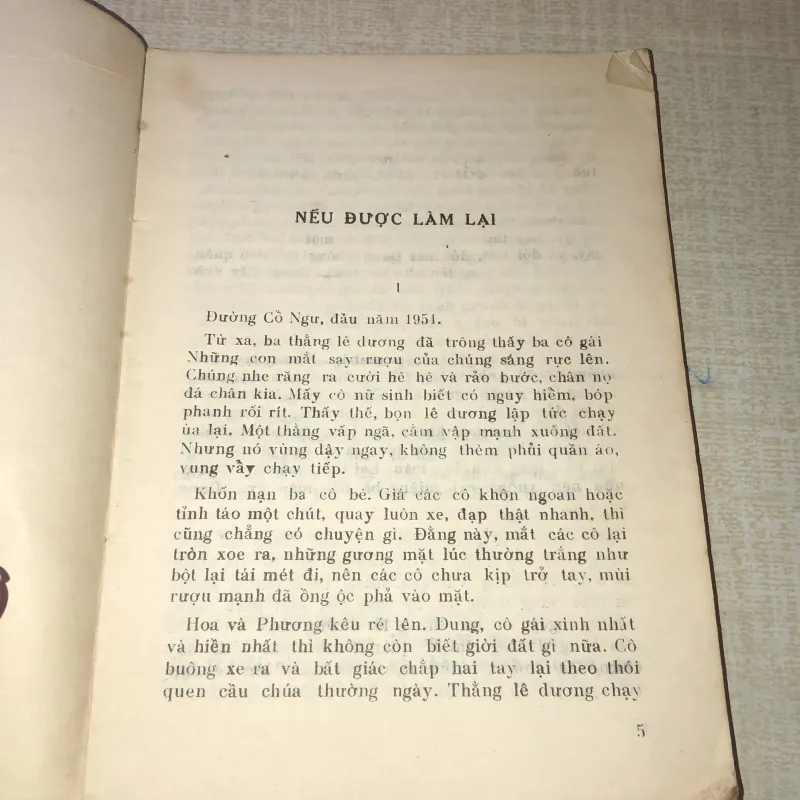 NẾU ĐƯỢC LÀM LẠI
I
Đường Cổ Ngư, đầu năm 1954.
Từ xa, ba thằng lê dương đã trông thấy ba cô gái
Những con mắt say rượu của chúng sáng rực lên.
Chúng nhe răng ra cười hê hê và rảo bước, chân nọ
đá chân kia. Mấy cô nữ sinh biết có nguy hiểm, bóp
phanh rối rít. Thấy thế, bọn lê dương lập tức chạy
ùa lại. Một thằng vấp ngã, cằm vập mạnh xuống đất.
Nhưng nó vùng dậy ngay, không thèm phủi quần áo,
vung vẩy chạy tiếp.
Khốn nạn ba cô bé. Giá các cô khôn ngoan hoặc
tỉnh táo một chút, quay luôn xe, đạp thật nhanh, thì
cũng chẳng có chuyện gì. Đằng này, mắt các cô lại
tròn xoe ra, những gương mặt lúc thường trắng như
bột lại tái mét đi, nên các cô chưa kịp trở tay, mùi
rượu mạnh đã ồng ộc phả vào mặt.
Hoa và Phương kêu ré lên. Dung, cô gái xinh nhất
và hiền nhất thì không còn biết giời đất gì nữa. Cô
buông xe ra và bất giác chắp hai tay lại theo thói
quen cầu chúa thường ngày. Thằng lê dương chạy
5